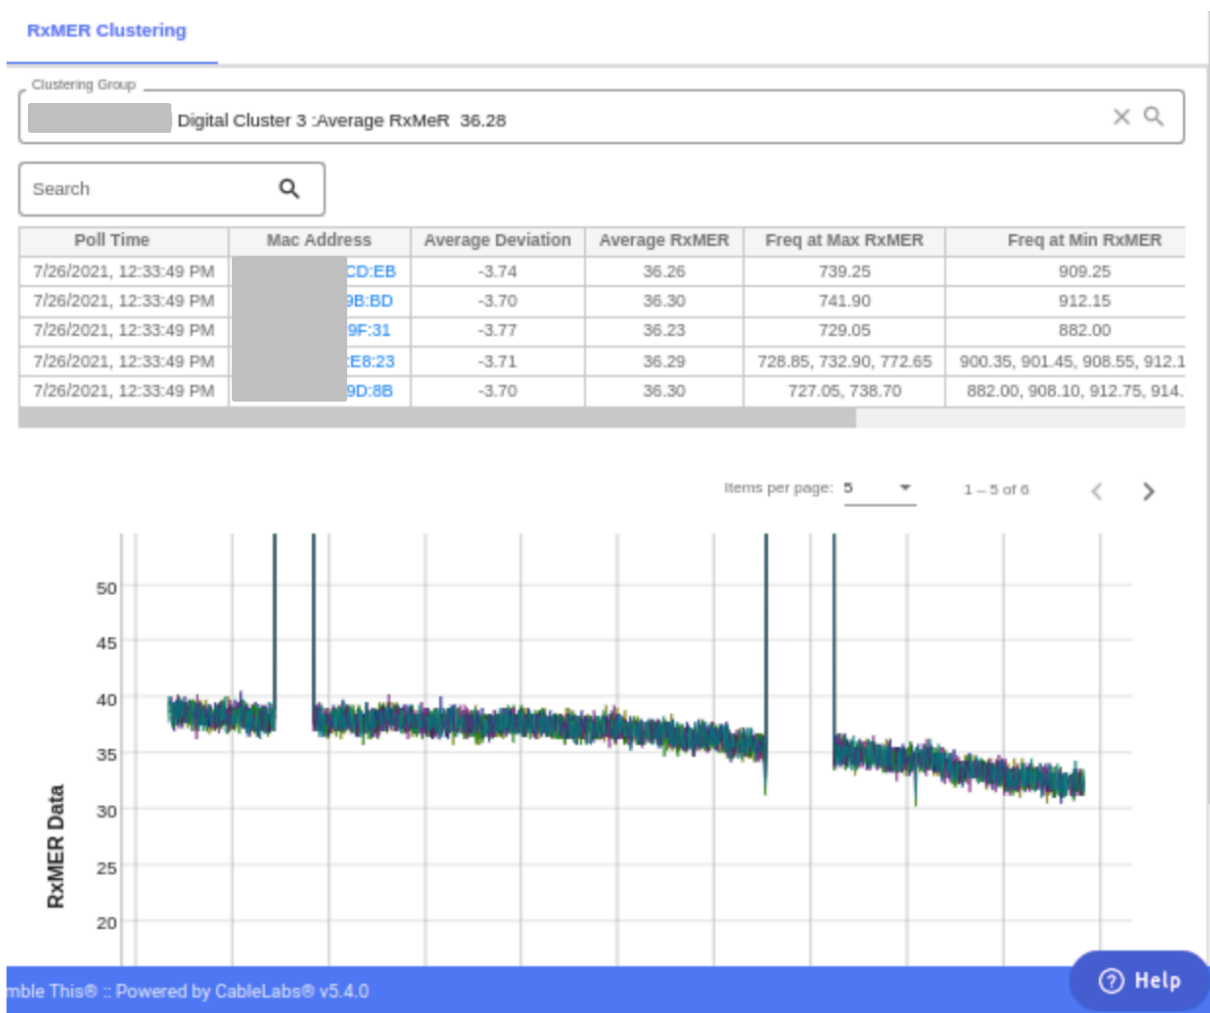 RxMER Clustering
Clustering Group
Digital Cluster 3 :Average RxMeR 36.28
Search
Poll Time Mac Address Average Deviation Average RxMER Freq at Max RxMER Freq at Min RxMER
7/26/2021, 12:33:49 PM CD:EB -3.74 36.26 739.25 909.25
7/26/2021, 12:33:49 PM 9B:BD -3.70 36.30 741.90 912.15
7/26/2021, 12:33:49 PM 9F:31 -3.77 36.23 729.05 882.00
7/26/2021, 12:33:49 PM :E8:23 -3.71 36.29 728.85, 732.90, 772.65 900.35, 901.45, 908.55, 912.1
7/26/2021, 12:33:49 PM 9D:8B -3.70 36.30 727.05, 738.70 882.00, 908.10, 912.75, 914.
Items per page: 5 1 – 5 of 6
50
45
40
35
30
25
20
RxMER Data
mble This® :: Powered by CableLabs® v5.4.0
? Help